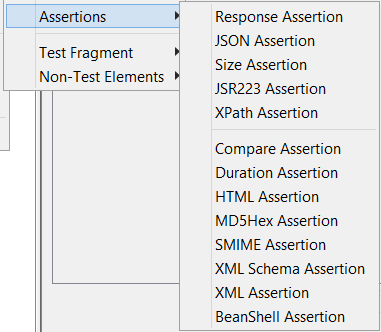 Assertions
Test Fragment
Non-Test Elements
Response Assertion
JSON Assertion
Size Assertion
JSR223 Assertion
XPath Assertion
Compare Assertion
Duration Assertion
HTML Assertion
MD5Hex Assertion
SMIME Assertion
XML Schema Assertion
XML Assertion
BeanShell Assertion